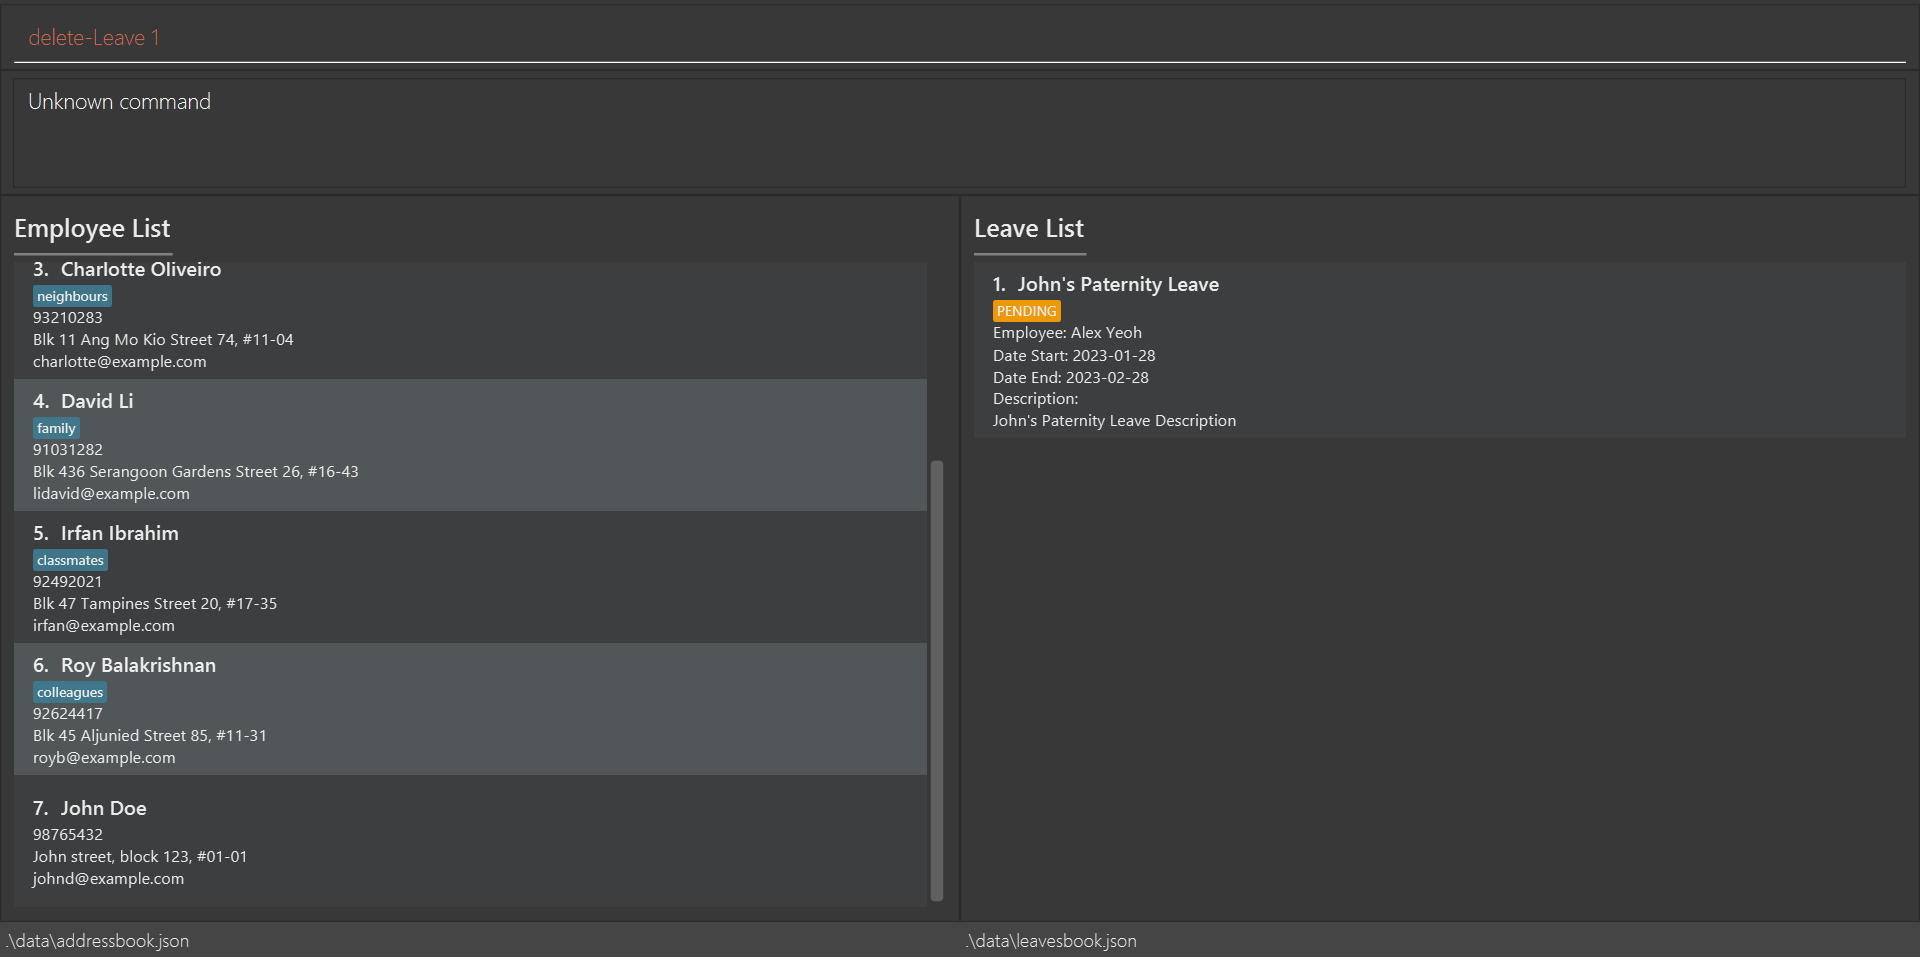 delete-Leave 1
Unknown command
Employee List
3. Charlotte Oliveiro
neighbours
93210283
Blk 11 Ang Mo Kio Street 74, #11-04
charlotte@example.com
4. David Li
family
91031282
Blk 436 Serangoon Gardens Street 26, #16-43
lidavid@example.com
5. Irfan Ibrahim
classmates
92492021
Blk 47 Tampines Street 20, #17-35
irfan@example.com
6. Roy Balakrishnan
colleagues
92624417
Blk 45 Aljunied Street 85, #11-31
royb@example.com
7. John Doe
98765432
John street, block 123, #01-01
johnd@example.com
Leave List
1. John's Paternity Leave
PENDING
Employee: Alex Yeoh
Date Start: 2023-01-28
Date End: 2023-02-28
Description:
John's Paternity Leave Description
.\data\addressbook.json
.\data\leavesbook.json